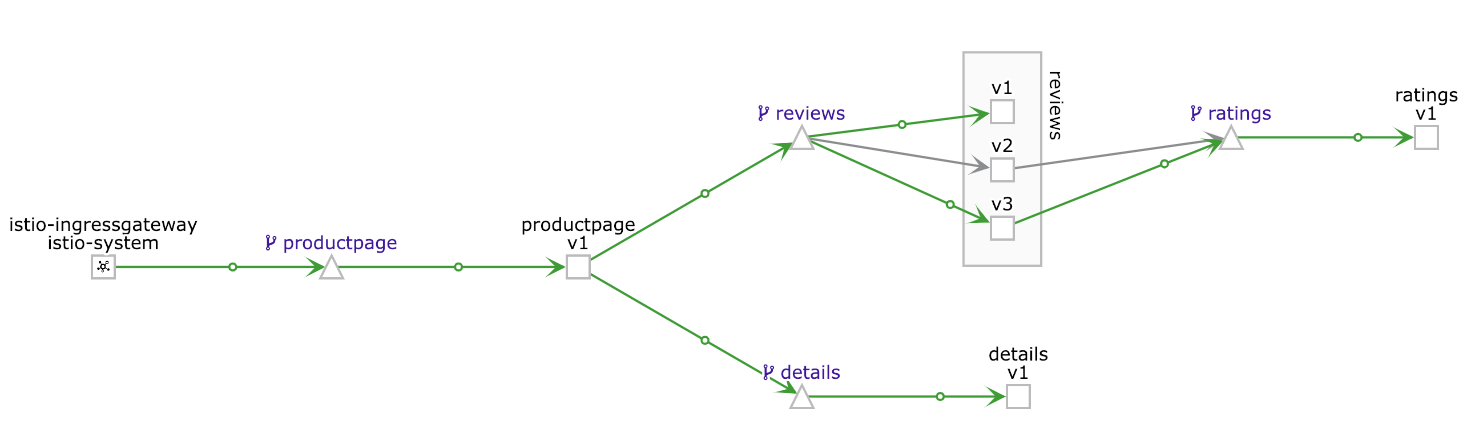 istio-ingressgateway
istio-system
productpage
productpage
v1
reviews
v1
v2
v3
reviews
ratings
ratings
v1
details
details
v1